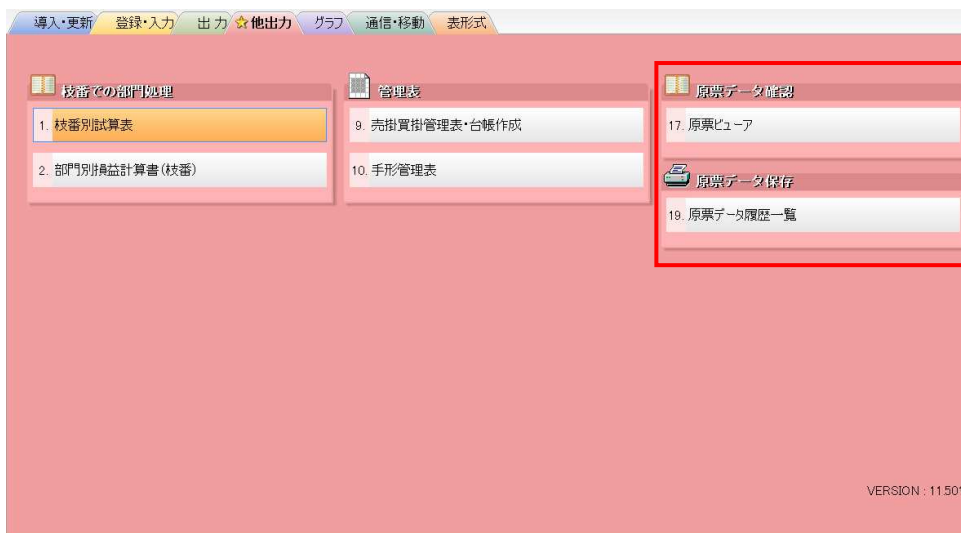 導入・更新 登録・入力 出力 ☆他出力 グラフ 通信・移動 表形式
枝番での部門処理
1. 枝番別試算表
2. 部門別損益計算書(枝番)
管理表
9. 売掛買掛管理表・台帳作成
10. 手形管理表
原票データ確認
17. 原票ビューア
原票データ保存
19. 原票データ履歴一覧
VERSION : 11.501